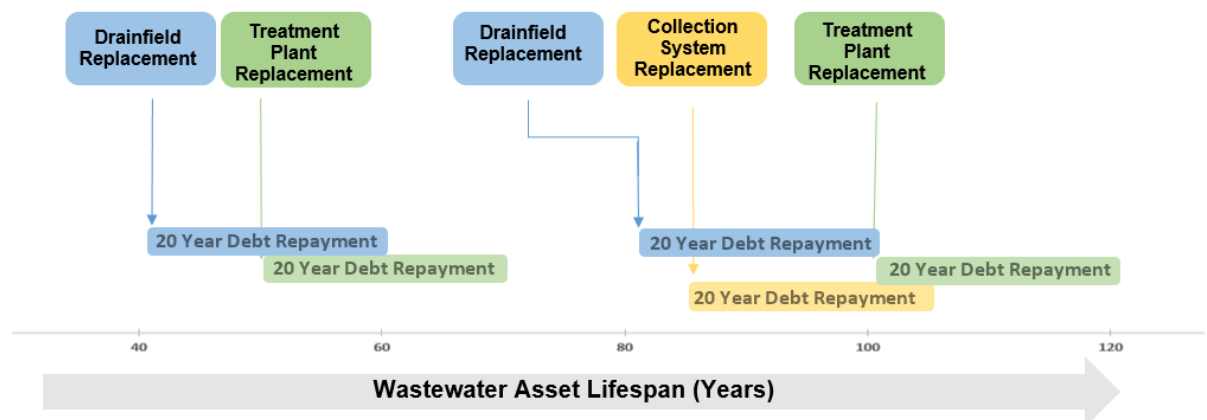 Drainfield
Replacement
Treatment
Plant
Replacement
Drainfield
Replacement
Collection
System
Replacement
Treatment
Plant
Replacement
20 Year Debt Repayment
20 Year Debt Repayment
20 Year Debt Repayment
20 Year Debt Repayment
20 Year Debt Repayment
40
60
80
100
120
Wastewater Asset Lifespan (Years)